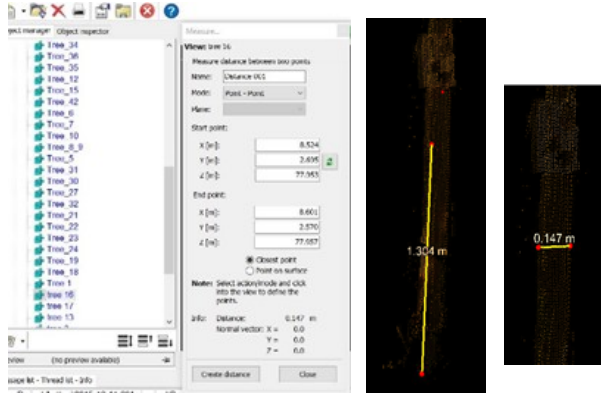 Object inspector
Tree_34
Tree_36
Tree_35
Tree_12
Tree_15
Tree_42
Tree_6
Tree_7
Tree_10
Tree_8_9
Tree_5
Tree_31
Tree_30
Tree_27
Tree_32
Tree_21
Tree_22
Tree_23
Tree_24
Tree_19
Tree_18
Tree 1
tree 16
tree 17
tree 13
(no preview available)
Measure...
View: tree 16
Measure distance between two points
Name: Distance 001
Mode: Point - Point
Plane:
Start point:
X [m]: 8.524
Y [m]: 2.695
Z [m]: 77.953
End point:
X [m]: 8.601
Y [m]: 2.570
Z [m]: 77.957
Closest point
Point on surface
Note: Select action/mode and click
into the view to define the
points.
Info: Distance: 0.147 m
Normal vector: X = 0.0
Y = 0.0
Z = 0.0
Create distance
Close
1.304 m
0.147 m